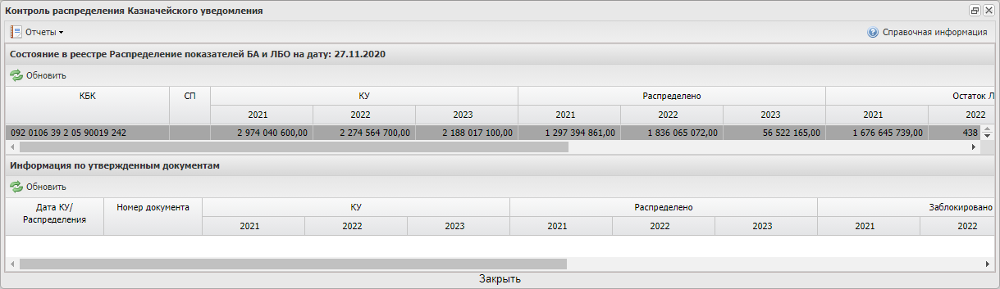 Контроль распределения Казначейского уведомления
Отчеты
Справочная информация
Состояние в реестре Распределение показателей БА и ЛБО на дату: 27.11.2020
Обновить
КБК СП КУ Распределено Остаток Л
2021 2022 2023 2021 2022 2023 2021 2022
092 0106 39 2 05 90019 242 2 974 040 600,00 2 274 564 700,00 2 188 017 100,00 1 297 394 861,00 1 836 065 072,00 56 522 165,00 1 676 645 739,00 438
Информация по утвержденным документам
Обновить
Дата КУ/ Номер документа КУ Распределено Заблокировано
Распределения
2021 2022 2023 2021 2022 2023 2021 2022
Закрыть